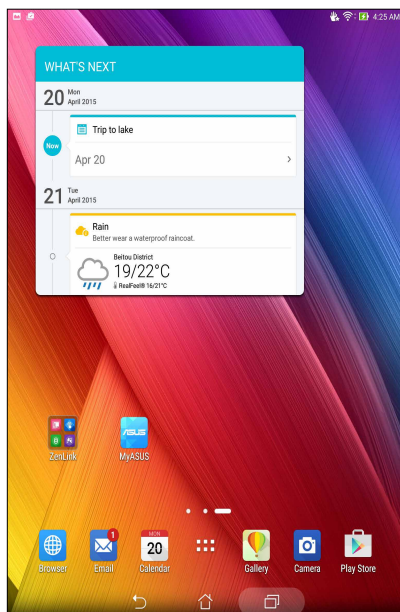 4:25 AM
WHAT'S NEXT
20 Mon
April 2015
Trip to lake
Now
Apr 20
21 Tue
April 2015
Rain
Better wear a waterproof raincoat.
Beitou District
19/22°C
RealFeel® 16/21°C
ZenLink
/SUS
MyASUS
1
MON
20
Browser
Email
Calendar
Gallery
Camera
Play Store